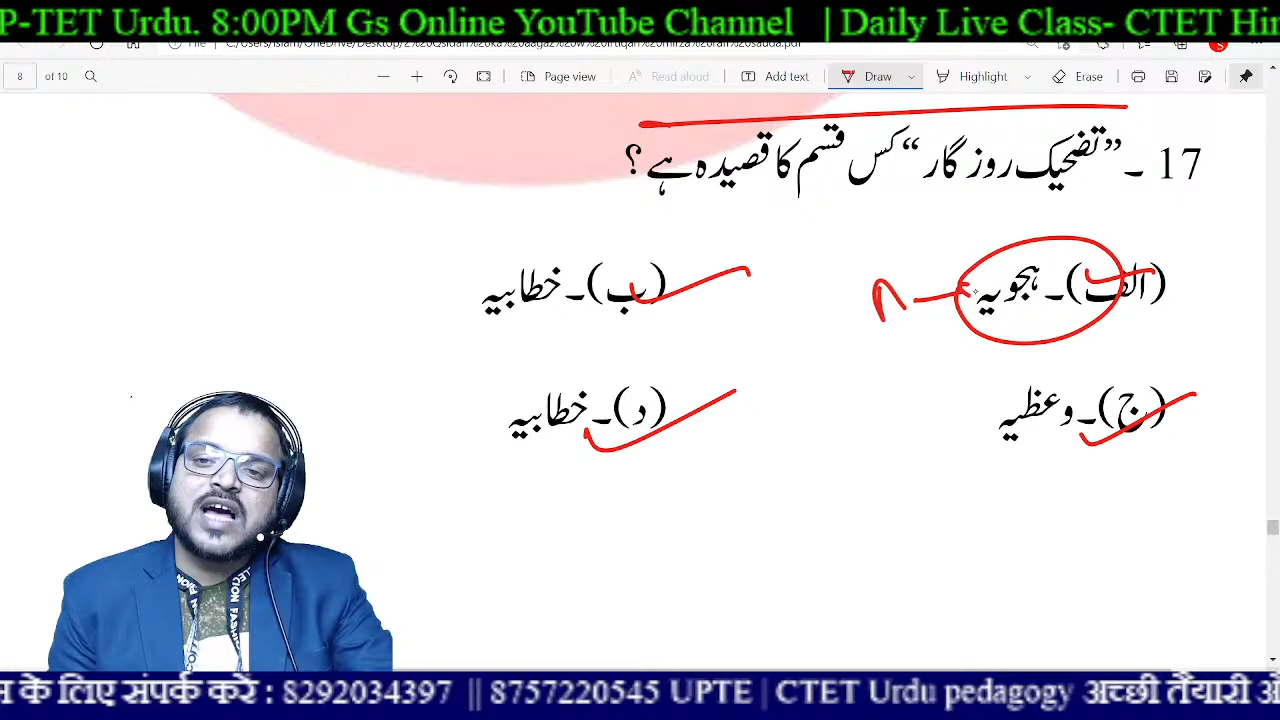 P-TET Urdu. 8:00PM Gs Online YouTube Channel | Daily Live Class- CTET Hin
8 of 10 Page view Read aloud Add text Draw Highlight Erase
17 ۔ ”تضحیک روز گار“ کس قسم کا قصیدہ ہے ؟
(الف)۔ ہجویہ (ب)۔ خطابیہ
(ج)۔ وعظیہ (د)۔ خطابیہ
के लिए संपर्क करें : 8292034397 || 8757220545 UPTE | CTET Urdu pedagogy अच्छी तैयारी